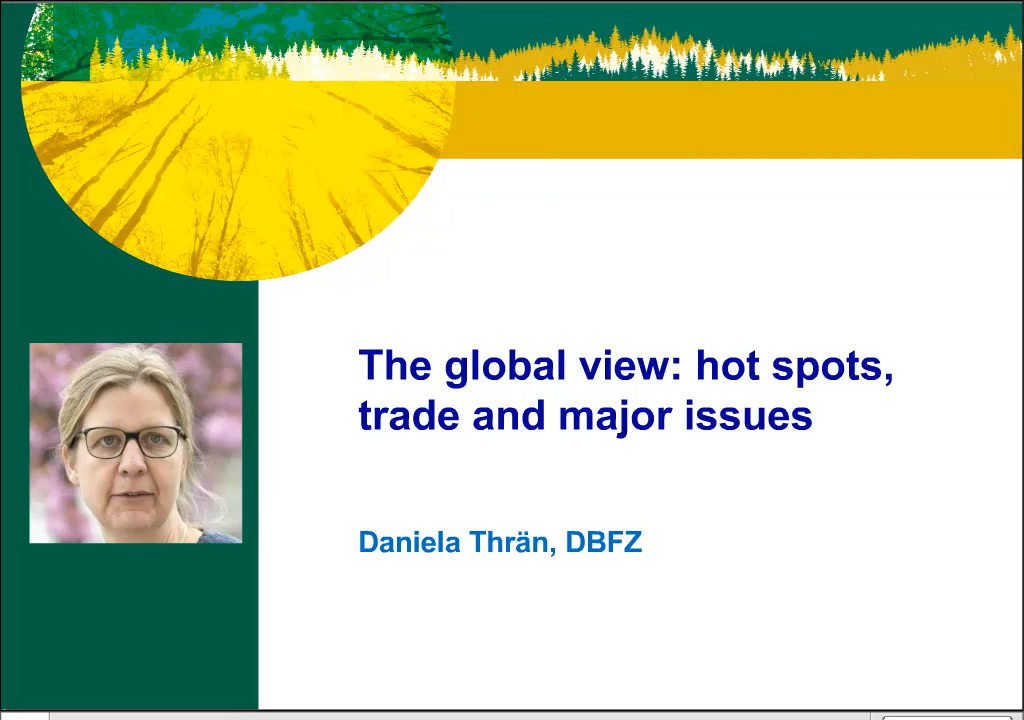 The global view: hot spots,
trade and major issues
Daniela Thrän, DBFZ